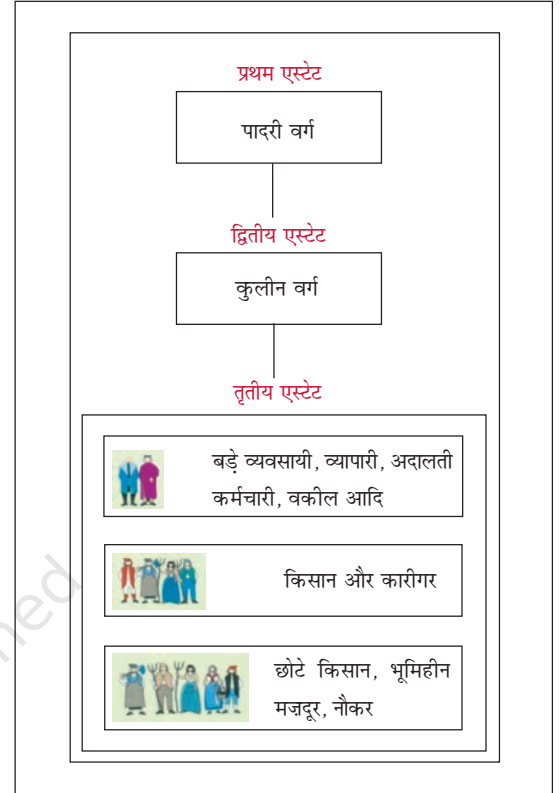 प्रथम एस्टेट
पादरी वर्ग
द्वितीय एस्टेट
कुलीन वर्ग
तृतीय एस्टेट
बड़े व्यवसायी, व्यापारी, अदालती
कर्मचारी, वकील आदि
किसान और कारीगर
छोटे किसान, भूमिहीन
मज़दूर, नौकर